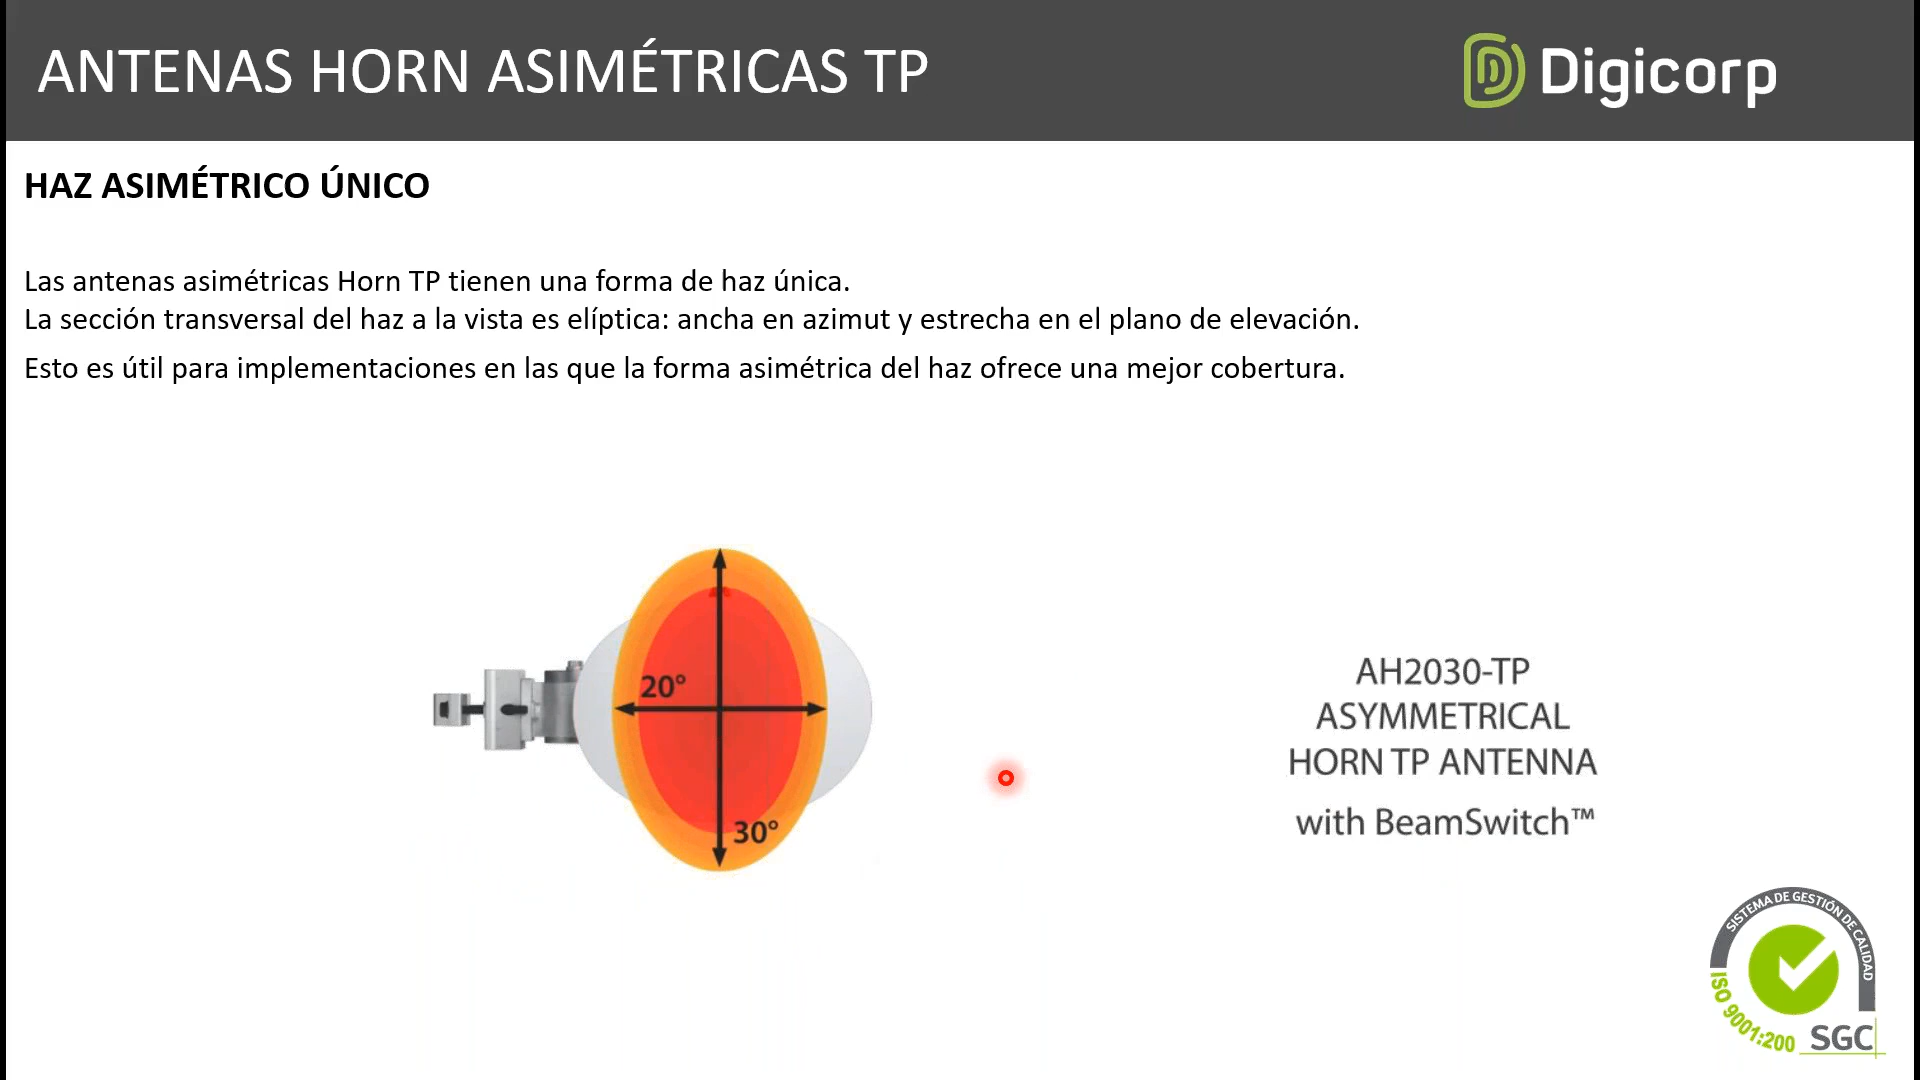 ANTENAS HORN ASIMÉTRICAS TP
Digicorp
HAZ ASIMÉTRICO ÚNICO
Las antenas asimétricas Horn TP tienen una forma de haz única.
La sección transversal del haz a la vista es elíptica: ancha en azimut y estrecha en el plano de elevación.
Esto es útil para implementaciones en las que la forma asimétrica del haz ofrece una mejor cobertura.
20°
30°
AH2030-TP
ASYMMETRICAL
HORN TP ANTENNA
with BeamSwitch™
SISTEMA DE GESTIÓN DE CALIDAD
ISO 9001:200
SGC